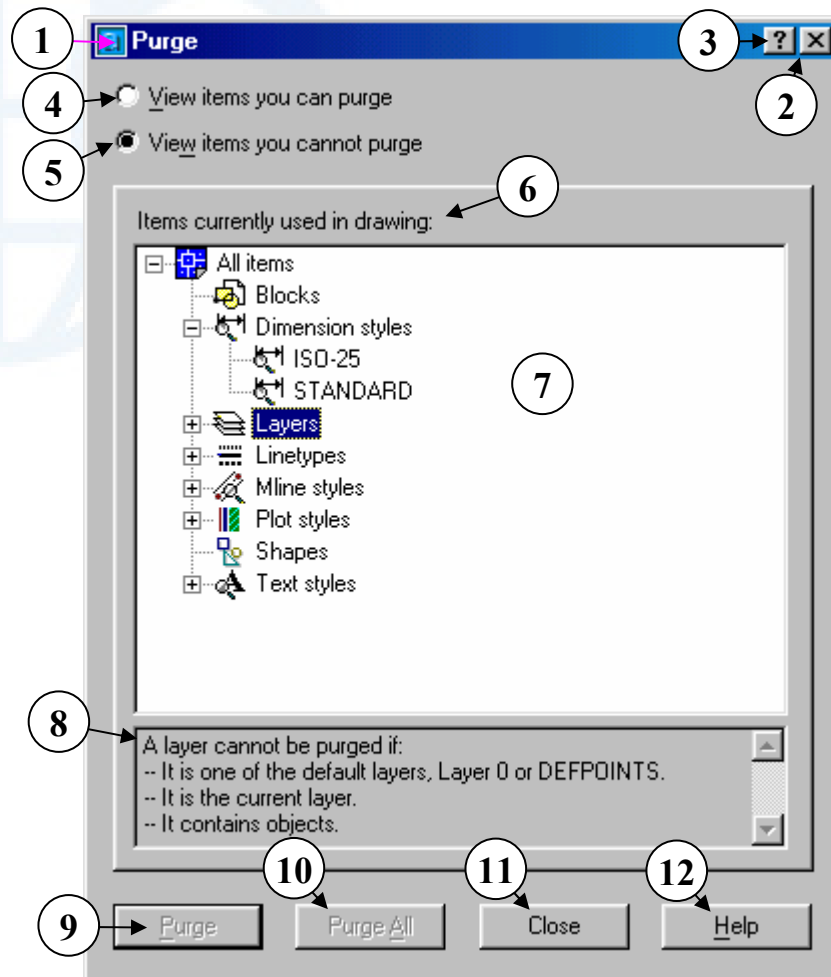 1 Purge 3 ?
2
4 View items you can purge
5 View items you cannot purge
6
Items currently used in drawing:
All items
Blocks
Dimension styles
ISO-25
STANDARD
7
Layers
Linetypes
Mline styles
Plot styles
Shapes
Text styles
8
A layer cannot be purged if:
-- It is one of the default layers, Layer 0 or DEFPOINTS.
-- It is the current layer.
-- It contains objects.
10 11 12
9 Purge Purge All Close Help